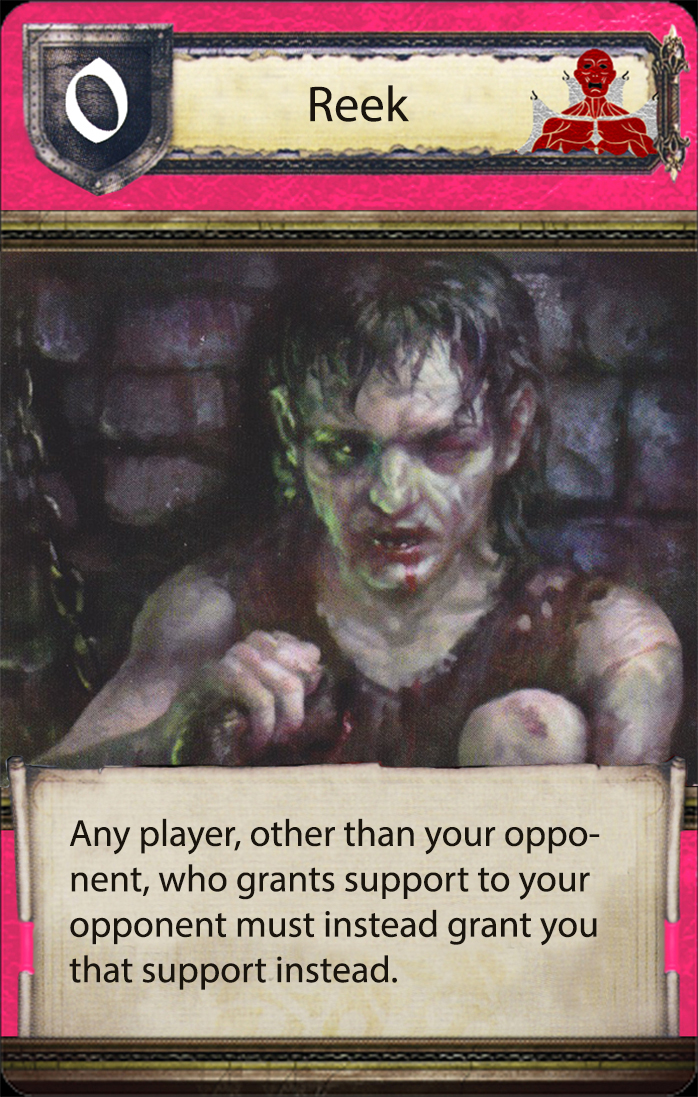 0
Reek
Any player, other than your oppo-
nent, who grants support to your
opponent must instead grant you
that support instead.